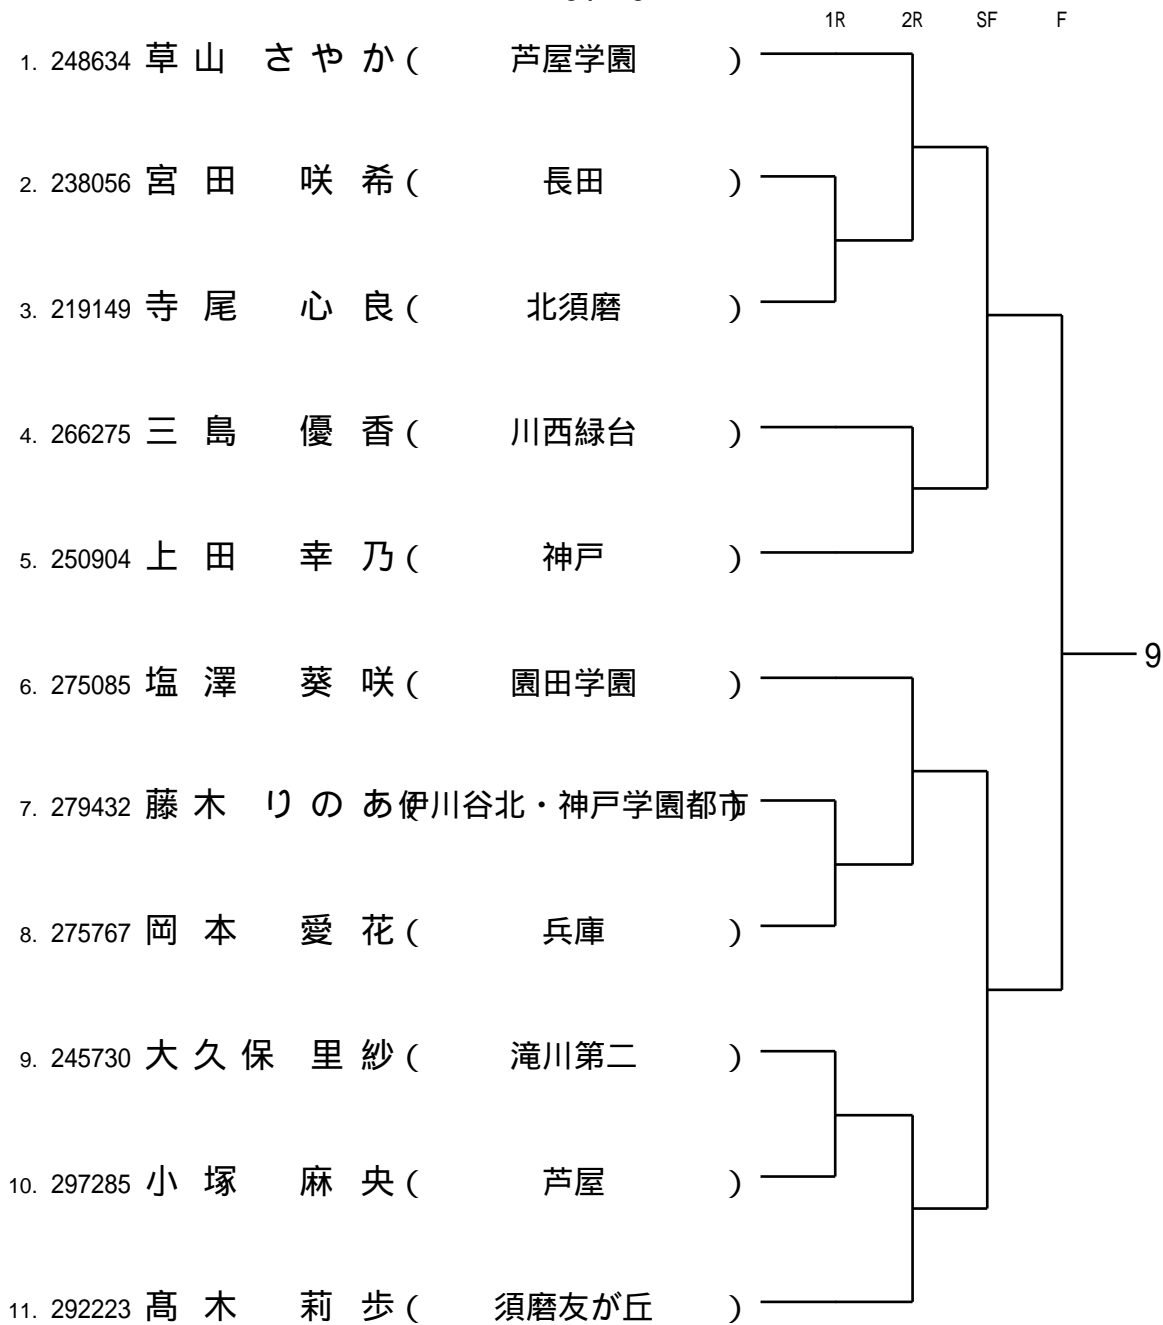 1R 2R SF F
1. 248634 草山 さやか ( 芦屋学園 )
2. 238056 宮田 咲希 ( 長田 )
3. 219149 寺尾 心良 ( 北須磨 )
4. 266275 三島 優香 ( 川西緑台 )
5. 250904 上田 幸乃 ( 神戸 )
9
6. 275085 塩澤 葵咲 ( 園田学園 )
7. 279432 藤木 りのあ ( 伊川谷北・神戸学園都市 )
8. 275767 岡本 愛花 ( 兵庫 )
9. 245730 大久保 里紗 ( 滝川第二 )
10. 297285 小塚 麻央 ( 芦屋 )
11. 292223 髙木 莉歩 ( 須磨友が丘 )